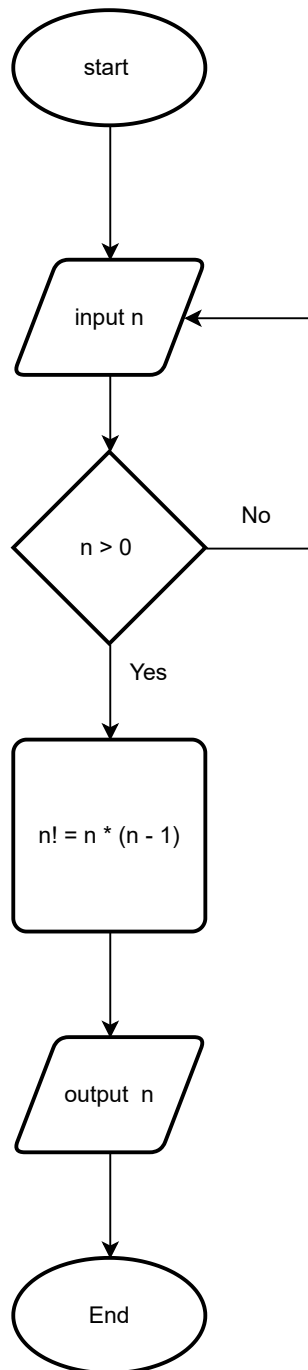 start
input n
n > 0
No
Yes
n! = n * (n - 1)
output  n
End